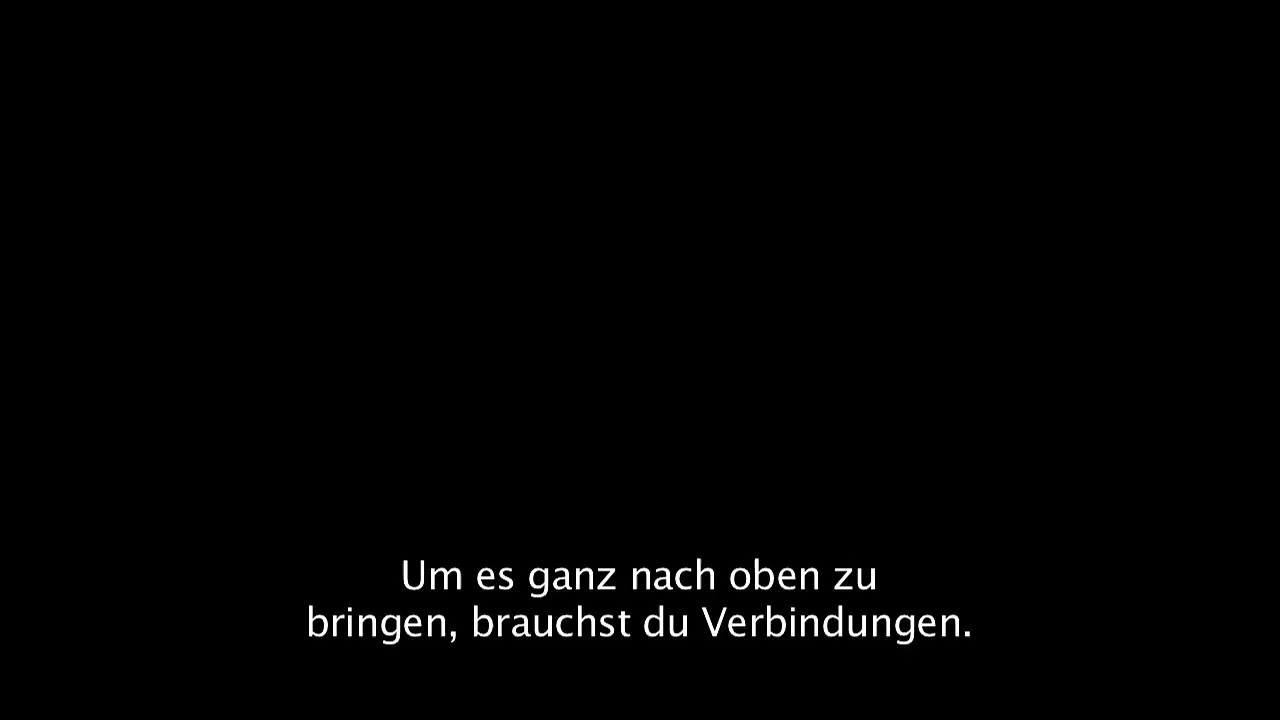 Um es ganz nach oben zu
bringen, brauchst du Verbindungen.